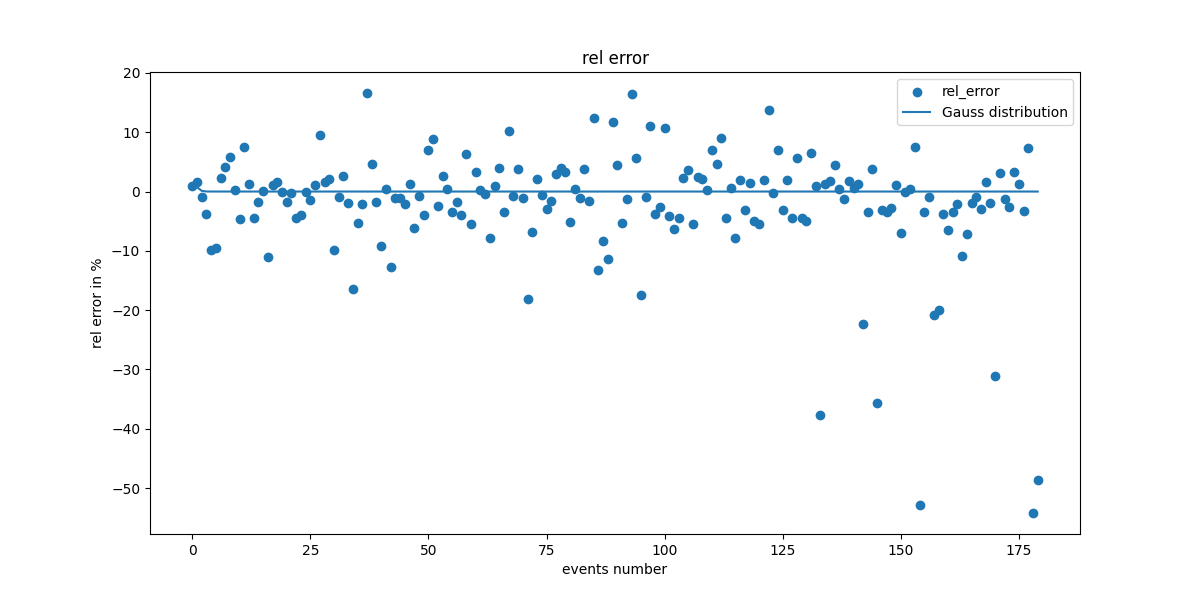 rel error
rel_error
Gauss distribution
rel error in %
20
10
0
−10
−20
−30
−40
−50
0 25 50 75 100 125 150 175
events number